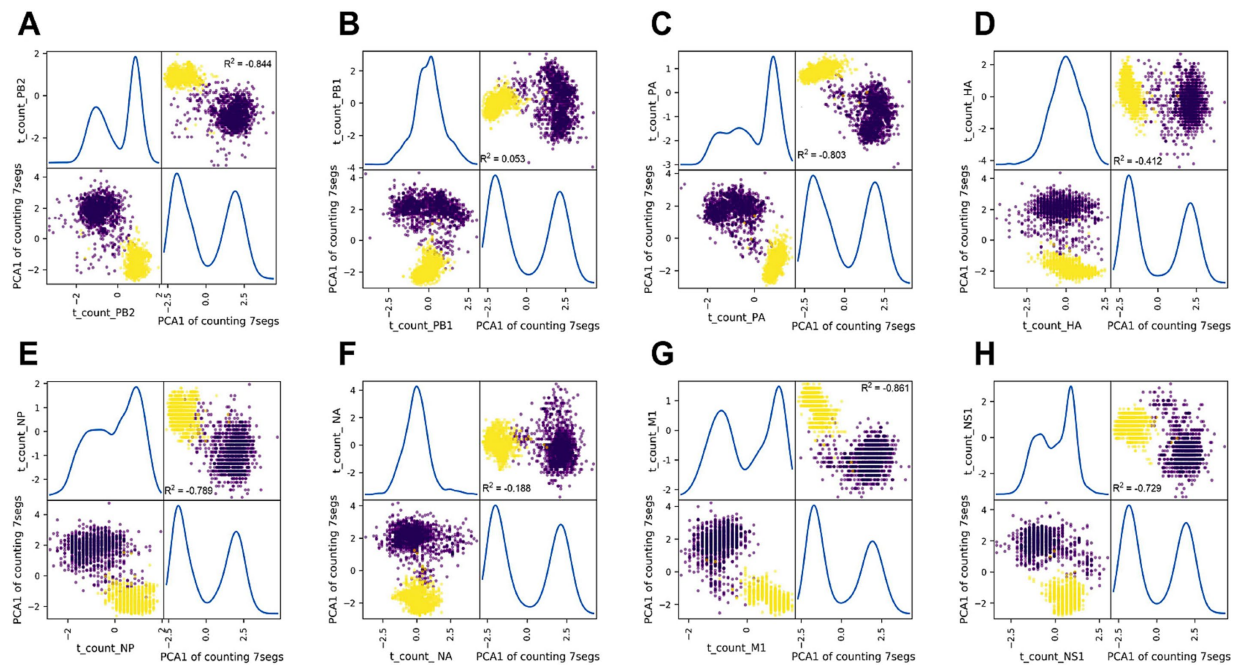 A
B
C
D
t_count_PB2
2
0
−2
R² = -0.844
PCA1 of counting 7segs
4
2
0
−2
−2
0
2
t_count_PB2
−2.5
0.0
2.5
PCA1 of counting 7segs
t_count_PB1
4
2
0
−2
−4
R² = 0.053
PCA1 of counting 7segs
4
2
0
−2
−2.5
0.0
2.5
t_count_PB1
−2.5
0.0
2.5
PCA1 of counting 7segs
t_count_PA
1
0
−1
−2
−3
R² = -0.803
PCA1 of counting 7segs
4
2
0
−2
−2
0
t_count_PA
−2.5
0.0
2.5
PCA1 of counting 7segs
t_count_HA
2
0
−2
−4
R² = -0.412
PCA1 of counting 7segs
4
2
0
−2
−2.5
0.0
2.5
t_count_HA
−2.5
0.0
2.5
PCA1 of counting 7segs
E
F
G
H
t_count_NP
2
1
0
-1
-2
R² = -0.789
PCA1 of counting 7segs
4
2
0
−2
−2
0
t_count_NP
−2.5
0.0
2.5
PCA1 of counting 7segs
t_count_ NA
4
2
0
−2
R² = -0.188
PCA1 of counting 7segs
4
2
0
−2
−2.5
0.0
2.5
t_count_ NA
−2.5
0.0
2.5
PCA1 of counting 7segs
t_count_M1
1
0
−1
−2
R² = -0.861
PCA1 of counting 7segs
4
2
0
−2
−2
0
t_count_M1
−2.5
0.0
2.5
PCA1 of counting 7segs
t_count_NS1
2
0
−2
R² = -0.729
PCA1 of counting 7segs
4
2
0
−2
−2.5
0.0
2.5
t_count_NS1
−2.5
0.0
2.5
PCA1 of counting 7segs